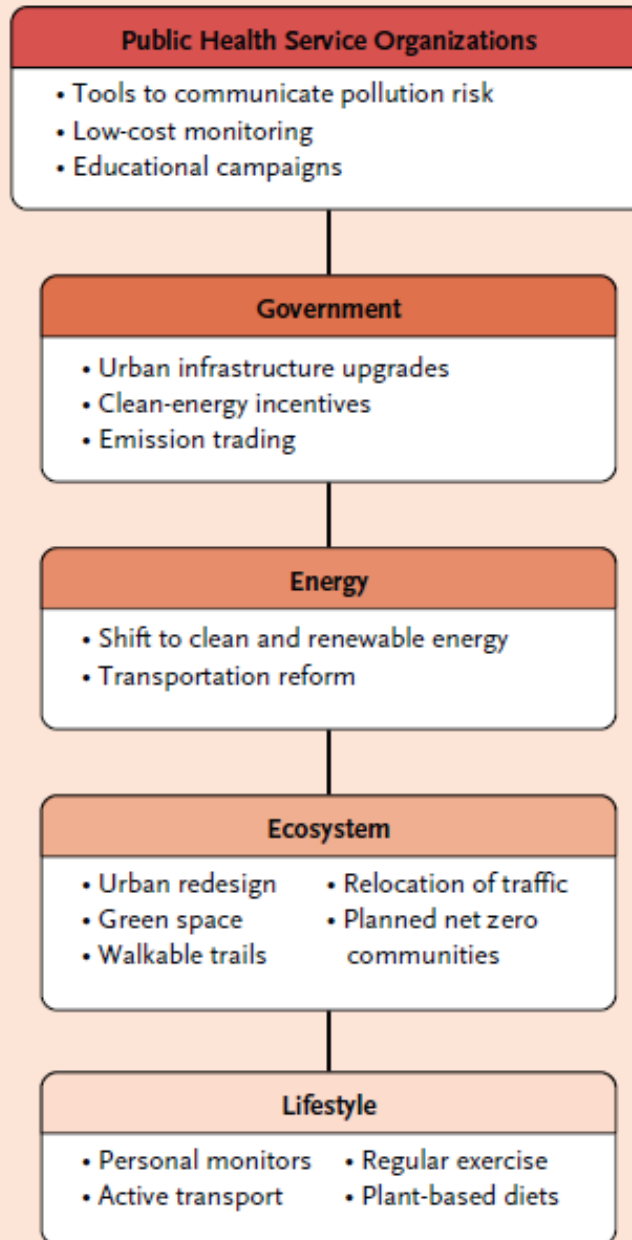 Public Health Service Organizations
• Tools to communicate pollution risk
• Low-cost monitoring
• Educational campaigns
Government
• Urban infrastructure upgrades
• Clean-energy incentives
• Emission trading
Energy
• Shift to clean and renewable energy
• Transportation reform
Ecosystem
• Urban redesign
• Green space
• Walkable trails
• Relocation of traffic
• Planned net zero
communities
Lifestyle
• Personal monitors
• Active transport
• Regular exercise
• Plant-based diets